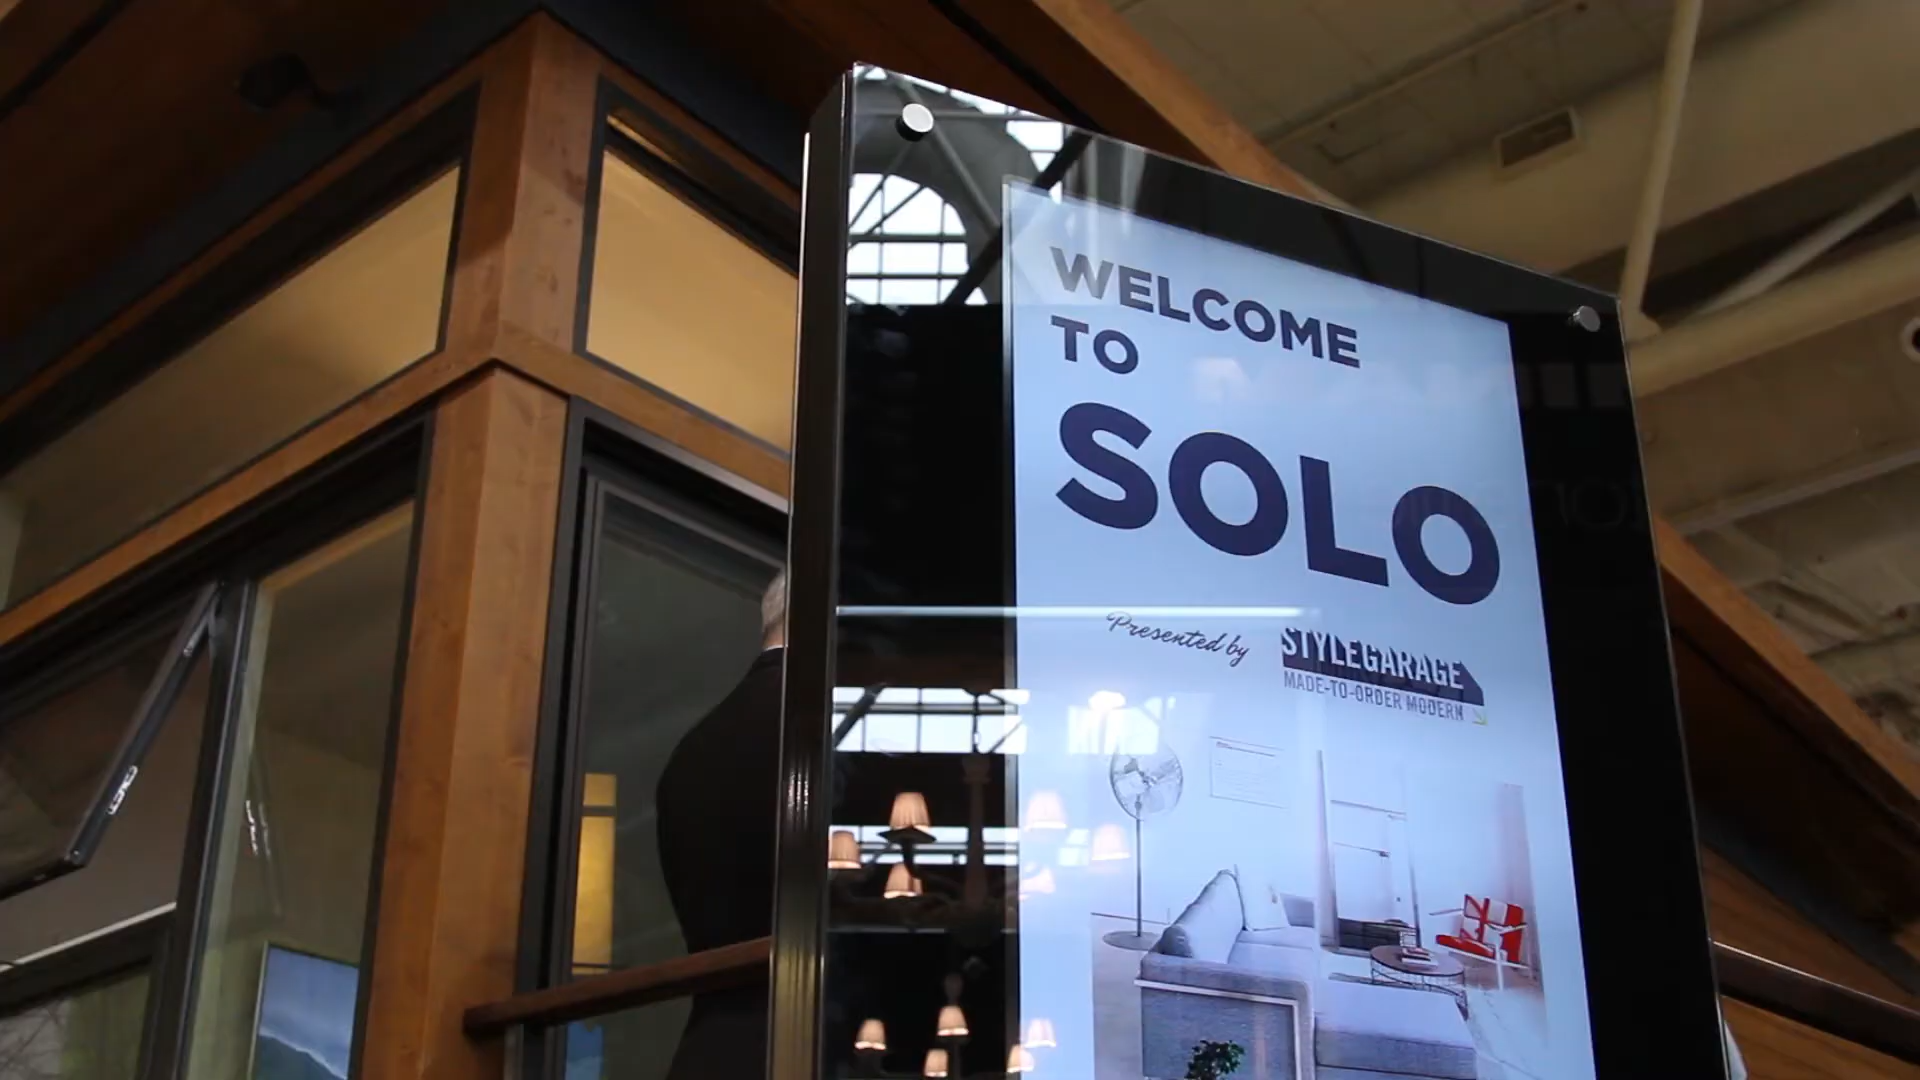 WELCOME
TO
SOLO
Presented by
STYLEGARAGE
MADE-TO-ORDER MODERN